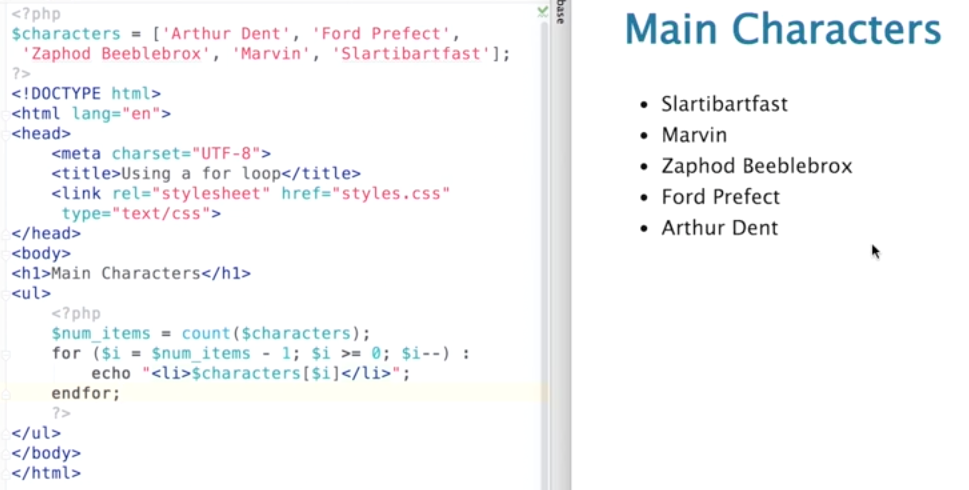 <?php
$characters = ['Arthur Dent', 'Ford Prefect',
'Zaphod Beeblebrox', 'Marvin', 'Slartibartfast'];
?>
<!DOCTYPE html>
<html lang="en">
<head>
<meta charset="UTF-8">
<title>Using a for loop</title>
<link rel="stylesheet" href="styles.css"
type="text/css">
</head>
<body>
<h1>Main Characters</h1>
<ul>
<?php
$num_items = count($characters);
for ($i = $num_items - 1; $i >= 0; $i--) :
echo "<li>$characters[$i]</li>";
endfor;
?>
</ul>
</body>
</html>
base
Main Characters
• Slartibartfast
• Marvin
• Zaphod Beeblebrox
• Ford Prefect
• Arthur Dent